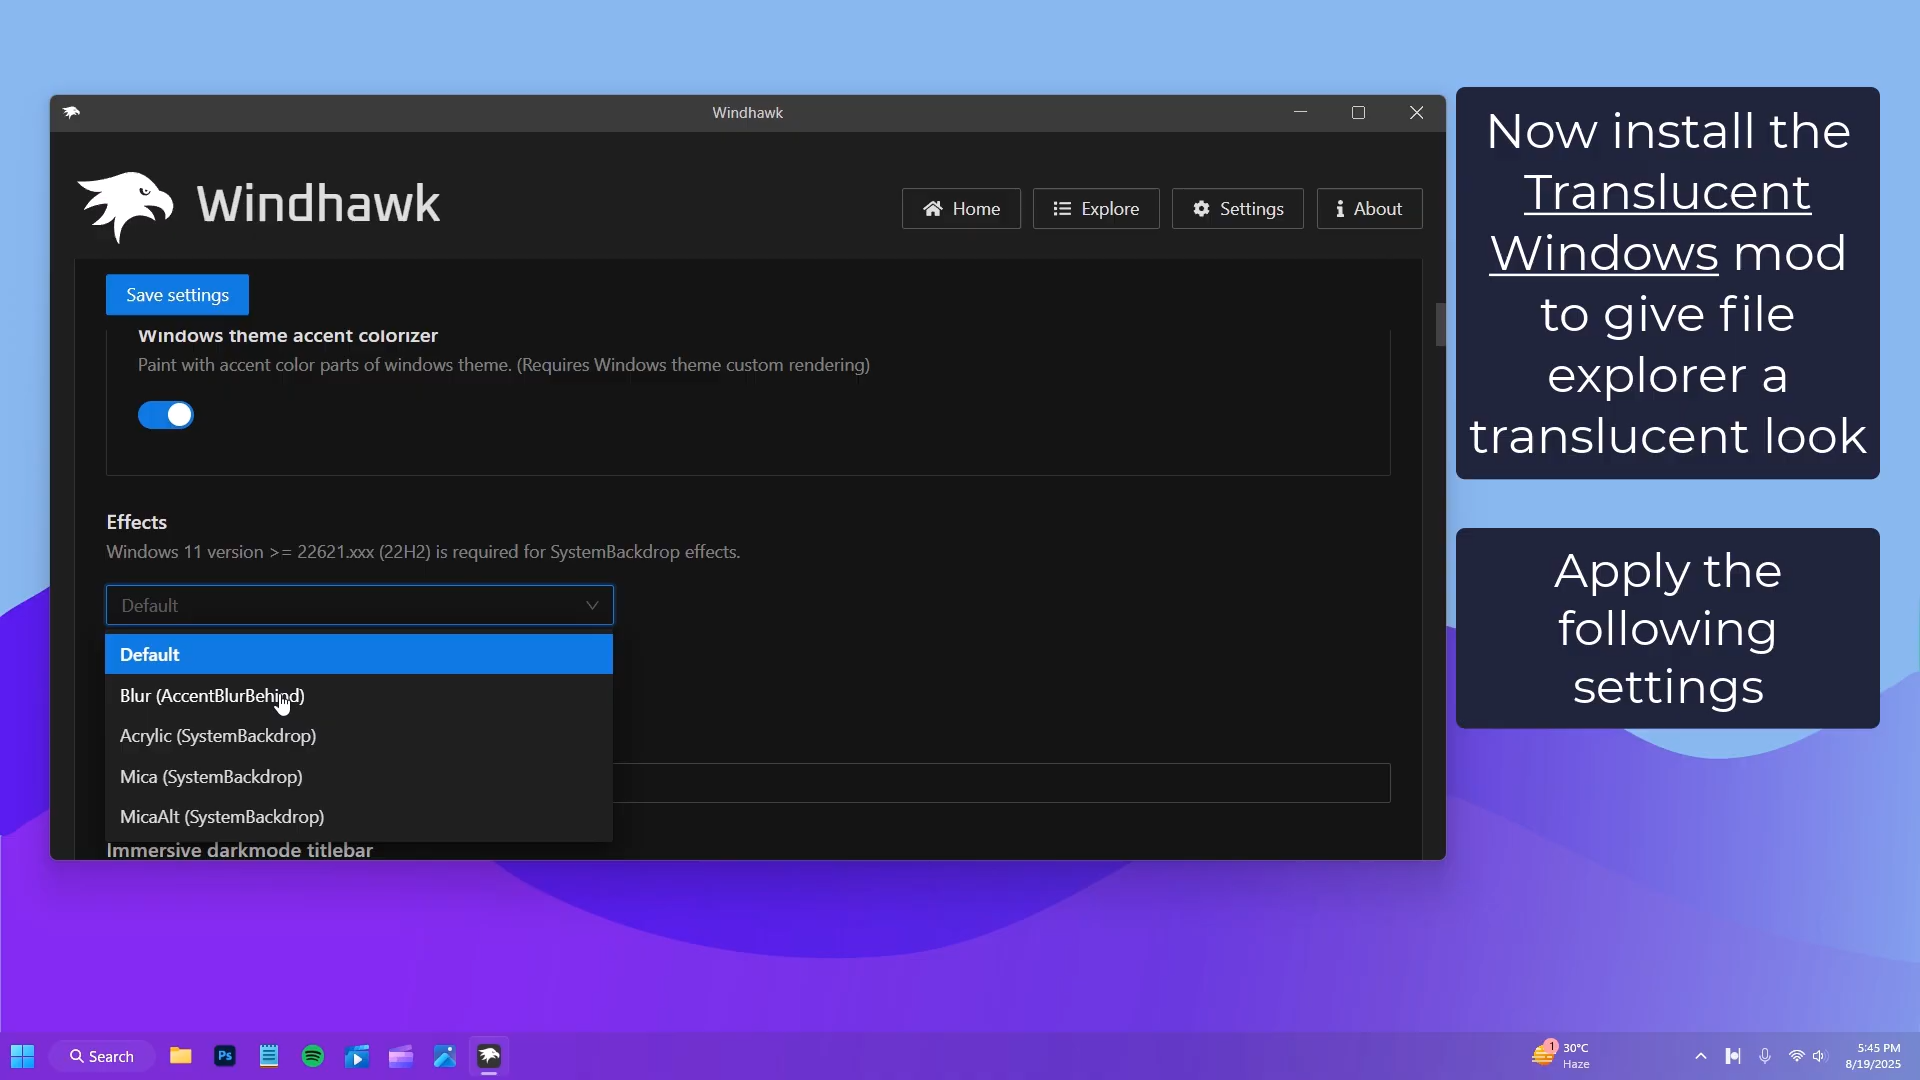 Windhawk
Windhawk
Home
Explore
Settings
About
Save settings
Windows theme accent colorizer
Paint with accent color parts of windows theme. (Requires Windows theme custom rendering)
Effects
Windows 11 version >= 22621.xxx (22H2) is required for SystemBackdrop effects.
Default
Default
Blur (AccentBlurBehind)
Acrylic (SystemBackdrop)
Mica (SystemBackdrop)
MicaAlt (SystemBackdrop)
Immersive darkmode titlebar
Now install the
Translucent
Windows mod
to give file
explorer a
translucent look
Apply the
following
settings
Search
Ps
1
30°C
Haze
5:45 PM
8/19/2025